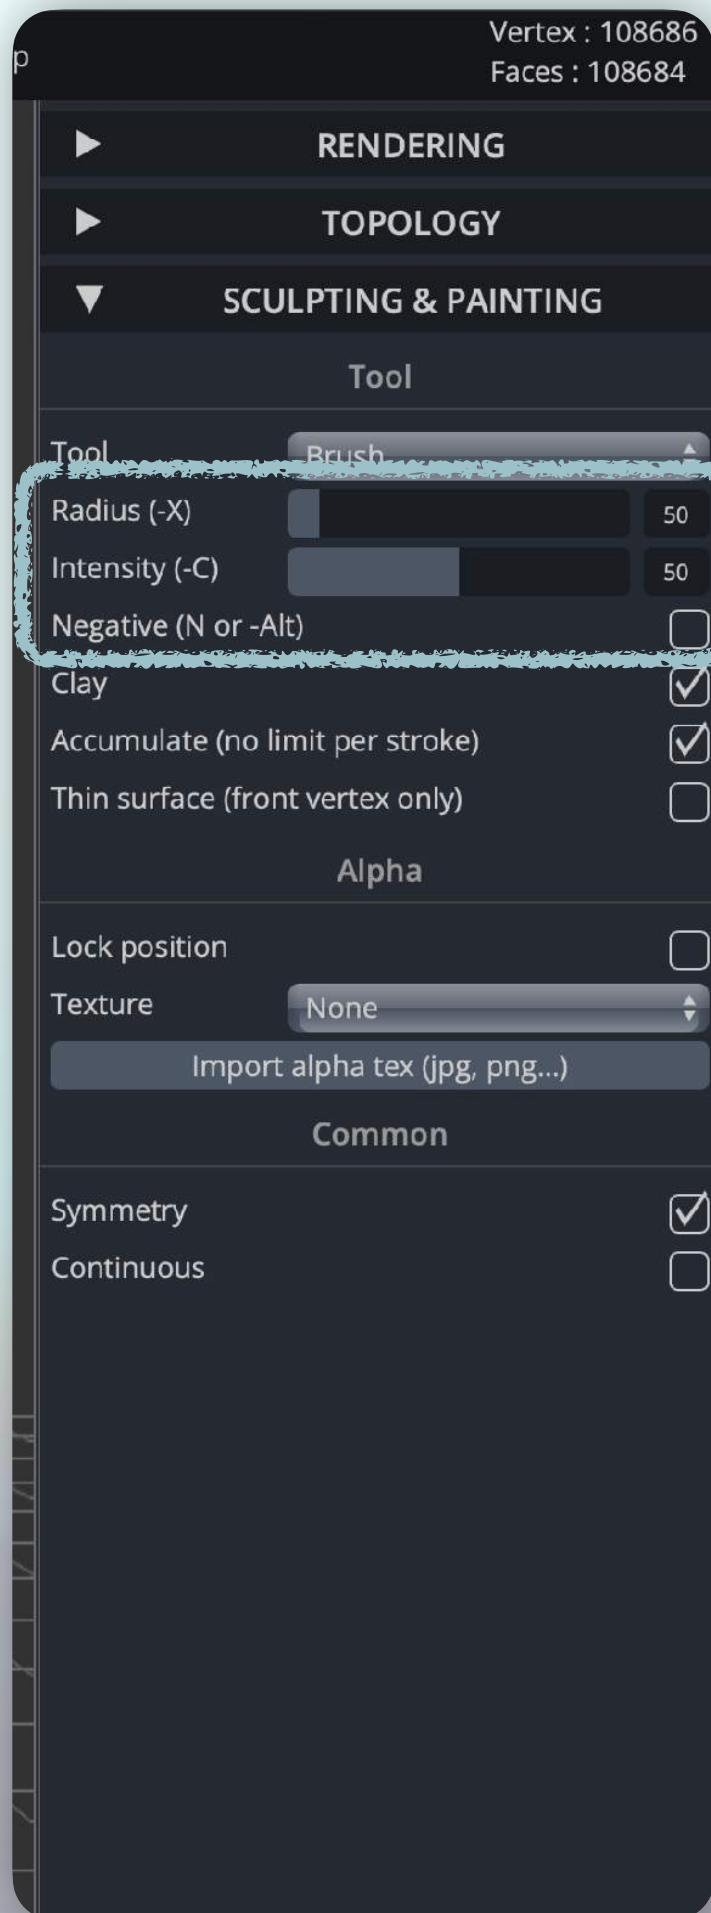 Vertex : 108686
p
Faces : 108684
RENDERING
TOPOLOGY
SCULPTING & PAINTING
Tool
Tool Brush
Radius (-X) 50
Intensity (-C) 50
Negative (N or -Alt)
Clay
Accumulate (no limit per stroke)
Thin surface (front vertex only)
Alpha
Lock position
Texture None
Import alpha tex (jpg, png...)
Common
Symmetry
Continuous